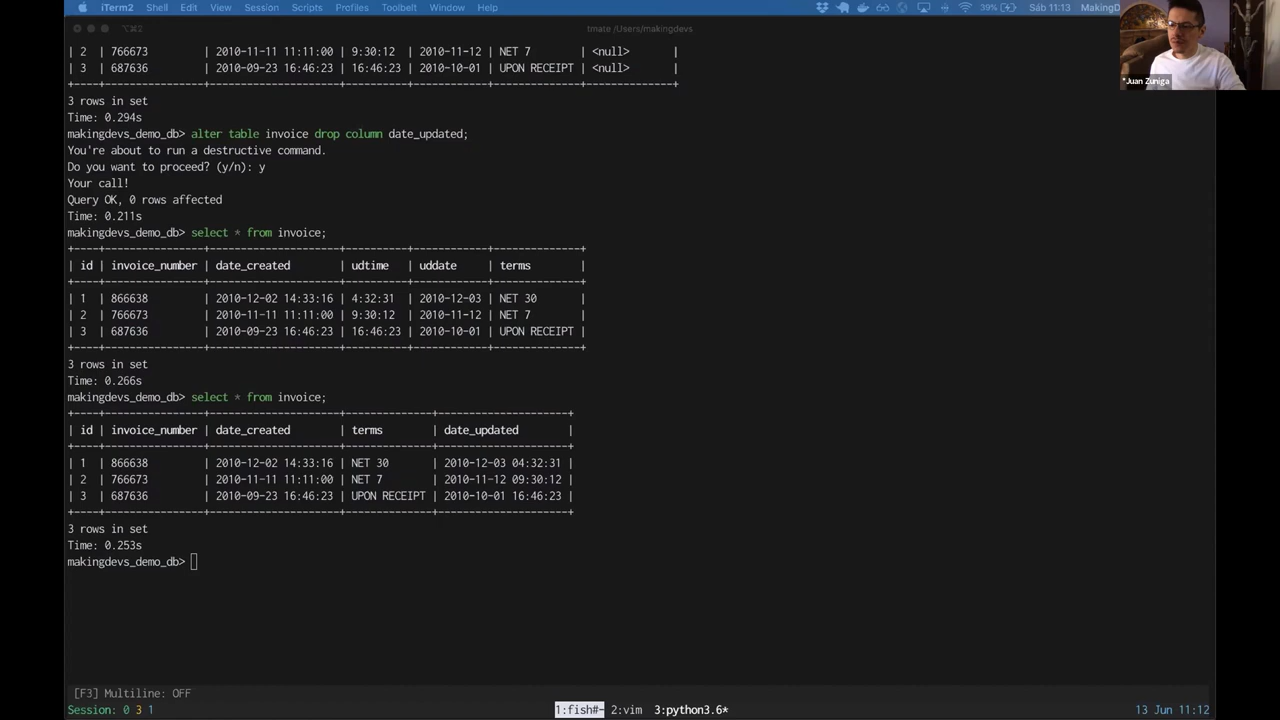 iTerm2 Shell Edit View Session Scripts Profiles Toolbelt Window Help 39% Sáb 11:13 MakingD
⌥⌘2 tmate /Users/makingdevs
*Juan Zuniga
| 2 | 766673 | 2010-11-11 11:11:00 | 9:30:12 | 2010-11-12 | NET 7 | <null> |
| 3 | 687636 | 2010-09-23 16:46:23 | 16:46:23 | 2010-10-01 | UPON RECEIPT | <null> |
+----+----------------+---------------------+----------+------------+--------------+--------------+
3 rows in set
Time: 0.294s
makingdevs_demo_db> alter table invoice drop column date_updated;
You're about to run a destructive command.
Do you want to proceed? (y/n): y
Your call!
Query OK, 0 rows affected
Time: 0.211s
makingdevs_demo_db> select * from invoice;
+----+----------------+---------------------+----------+------------+--------------+
| id | invoice_number | date_created | udtime | uddate | terms |
+----+----------------+---------------------+----------+------------+--------------+
| 1 | 866638 | 2010-12-02 14:33:16 | 4:32:31 | 2010-12-03 | NET 30 |
| 2 | 766673 | 2010-11-11 11:11:00 | 9:30:12 | 2010-11-12 | NET 7 |
| 3 | 687636 | 2010-09-23 16:46:23 | 16:46:23 | 2010-10-01 | UPON RECEIPT |
+----+----------------+---------------------+----------+------------+--------------+
3 rows in set
Time: 0.266s
makingdevs_demo_db> select * from invoice;
+----+----------------+---------------------+--------------+---------------------+
| id | invoice_number | date_created | terms | date_updated |
+----+----------------+---------------------+--------------+---------------------+
| 1 | 866638 | 2010-12-02 14:33:16 | NET 30 | 2010-12-03 04:32:31 |
| 2 | 766673 | 2010-11-11 11:11:00 | NET 7 | 2010-11-12 09:30:12 |
| 3 | 687636 | 2010-09-23 16:46:23 | UPON RECEIPT | 2010-10-01 16:46:23 |
+----+----------------+---------------------+--------------+---------------------+
3 rows in set
Time: 0.253s
makingdevs_demo_db>
[F3] Multiline: OFF
Session: 0 3 1 1:fish#- 2:vim 3:python3.6* 13 Jun 11:12